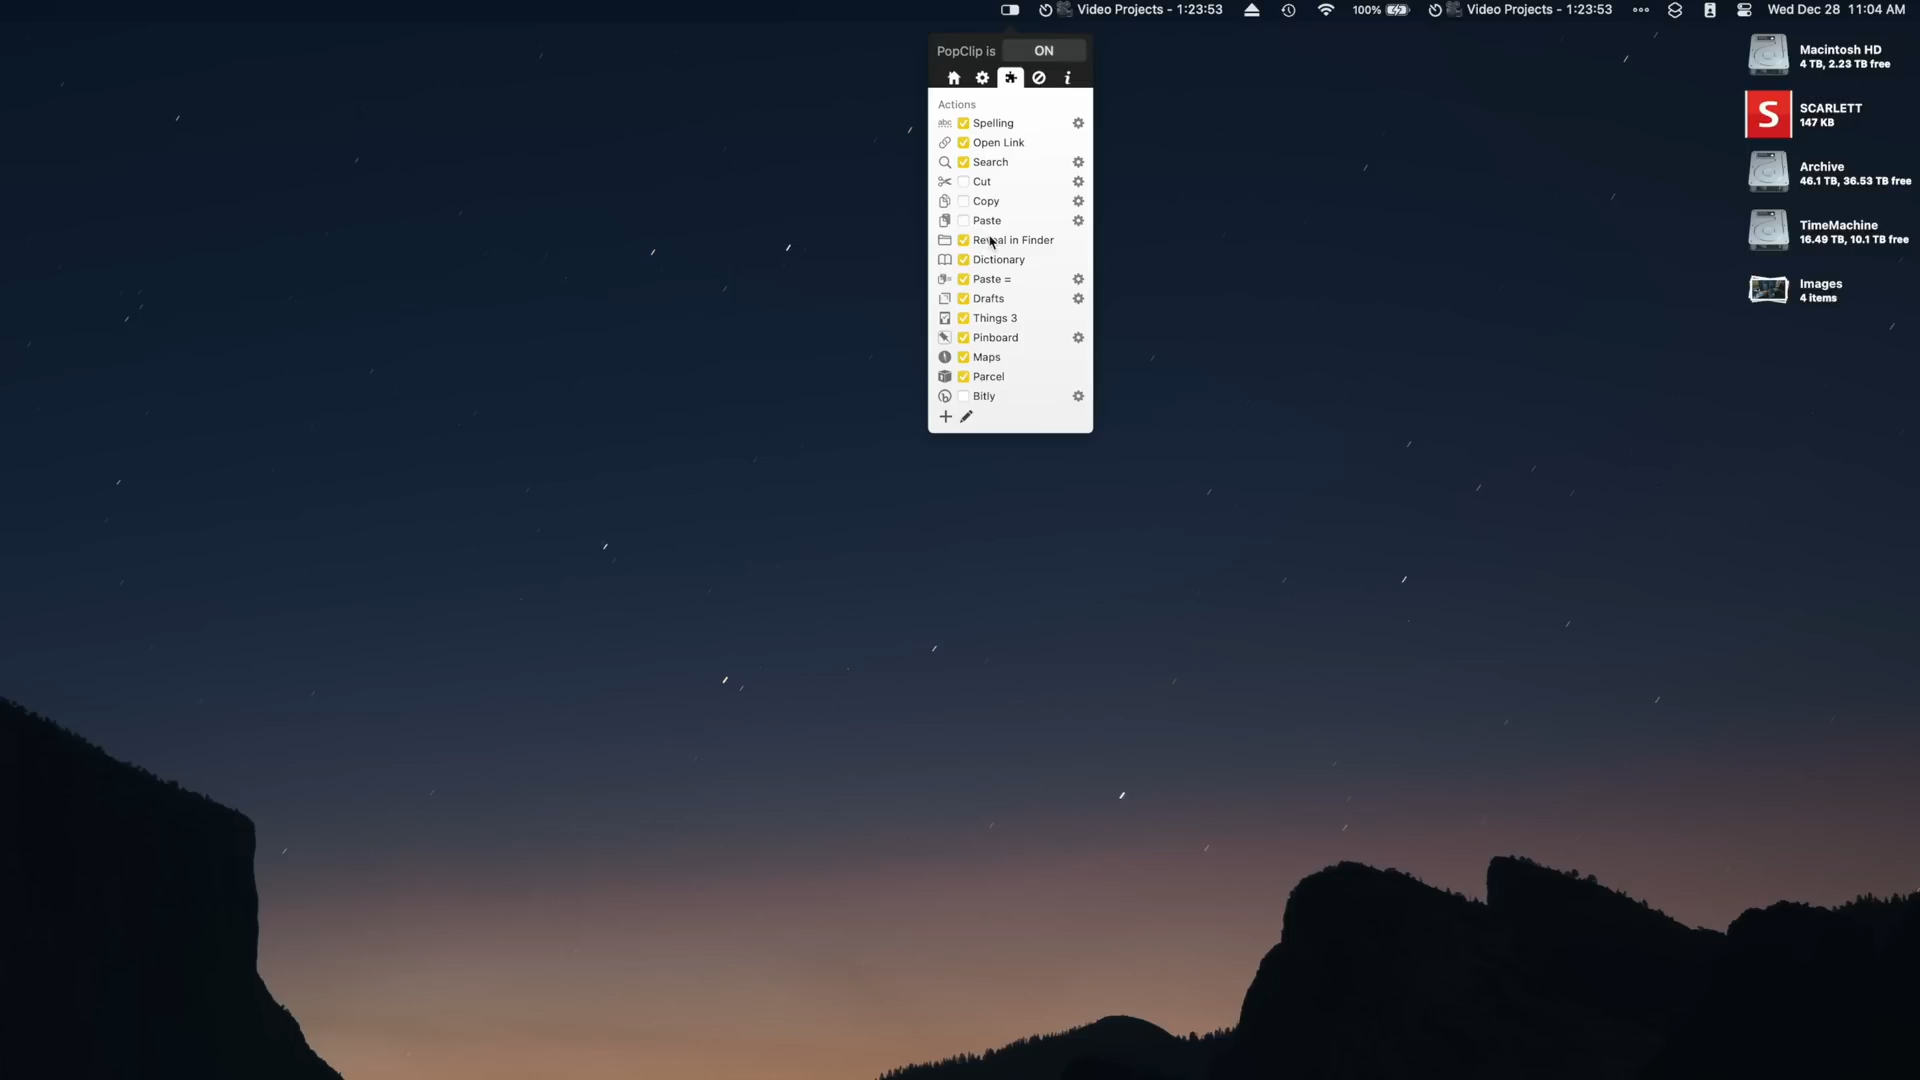 Video Projects - 1:23:53 100% Video Projects - 1:23:53 Wed Dec 28 11:04 AM
PopClip is ON
Actions
abc Spelling
Open Link
Search
Cut
Copy
Paste
Reveal in Finder
Dictionary
Paste =
Drafts
Things 3
Pinboard
Maps
Parcel
Bitly
Macintosh HD
4 TB, 2.23 TB free
S
SCARLETT
147 KB
Archive
46.1 TB, 36.53 TB free
TimeMachine
16.49 TB, 10.1 TB free
Images
4 items